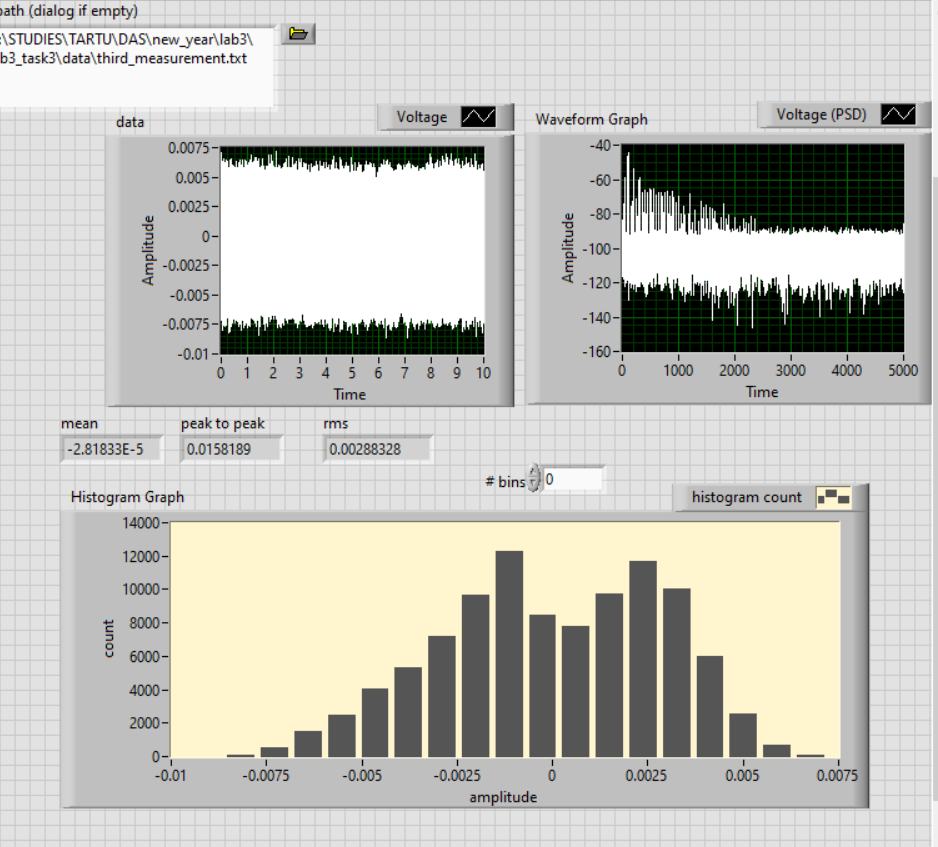 path (dialog if empty)
:\STUDIES\TARTU\DAS\new_year\lab3\
b3_task3\data\third_measurement.txt
data
Voltage
0.0075
0.005
0.0025
0
-0.0025
-0.005
-0.0075
-0.01
Amplitude
0 1 2 3 4 5 6 7 8 9 10
Time
Waveform Graph
Voltage (PSD)
-40
-60
-80
-100
-120
-140
-160
Amplitude
0 1000 2000 3000 4000 5000
Time
mean
peak to peak
rms
-2.81833E-5
0.0158189
0.00288328
# bins
0
Histogram Graph
histogram count
14000
12000
10000
8000
6000
4000
2000
0
count
-0.01 -0.0075 -0.005 -0.0025 0 0.0025 0.005 0.0075
amplitude